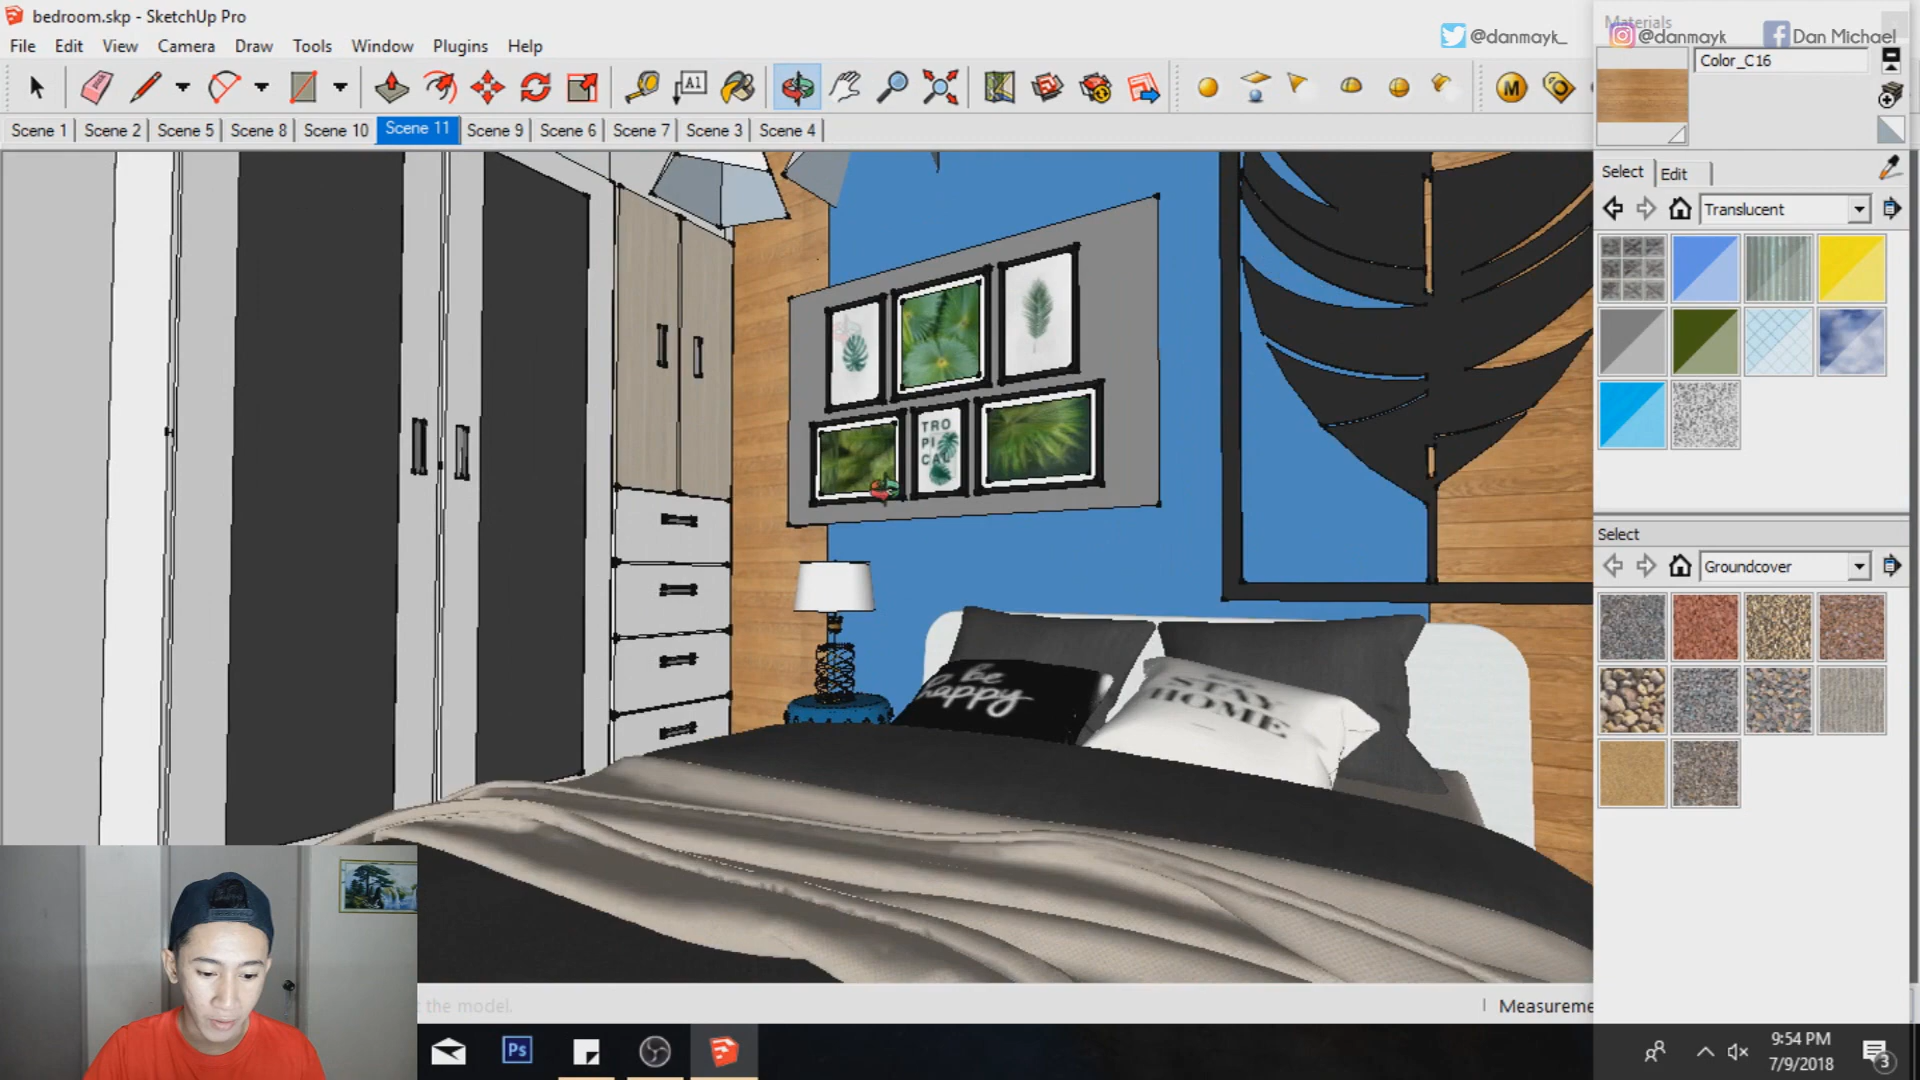 bedroom.skp - SketchUp Pro
@danmayk_
Materials
@danmayk
Dan Michael
File Edit View Camera Draw Tools Window Plugins Help
Color_C16
A1
M
Scene 1 Scene 2 Scene 5 Scene 8 Scene 10 Scene 11 Scene 9 Scene 6 Scene 7 Scene 3 Scene 4
Select Edit
Translucent
TRO
PI
CAL
Select
Groundcover
be
happy
STAY
HOME
t the model.
Measureme
Ps
9:54 PM
7/9/2018
3